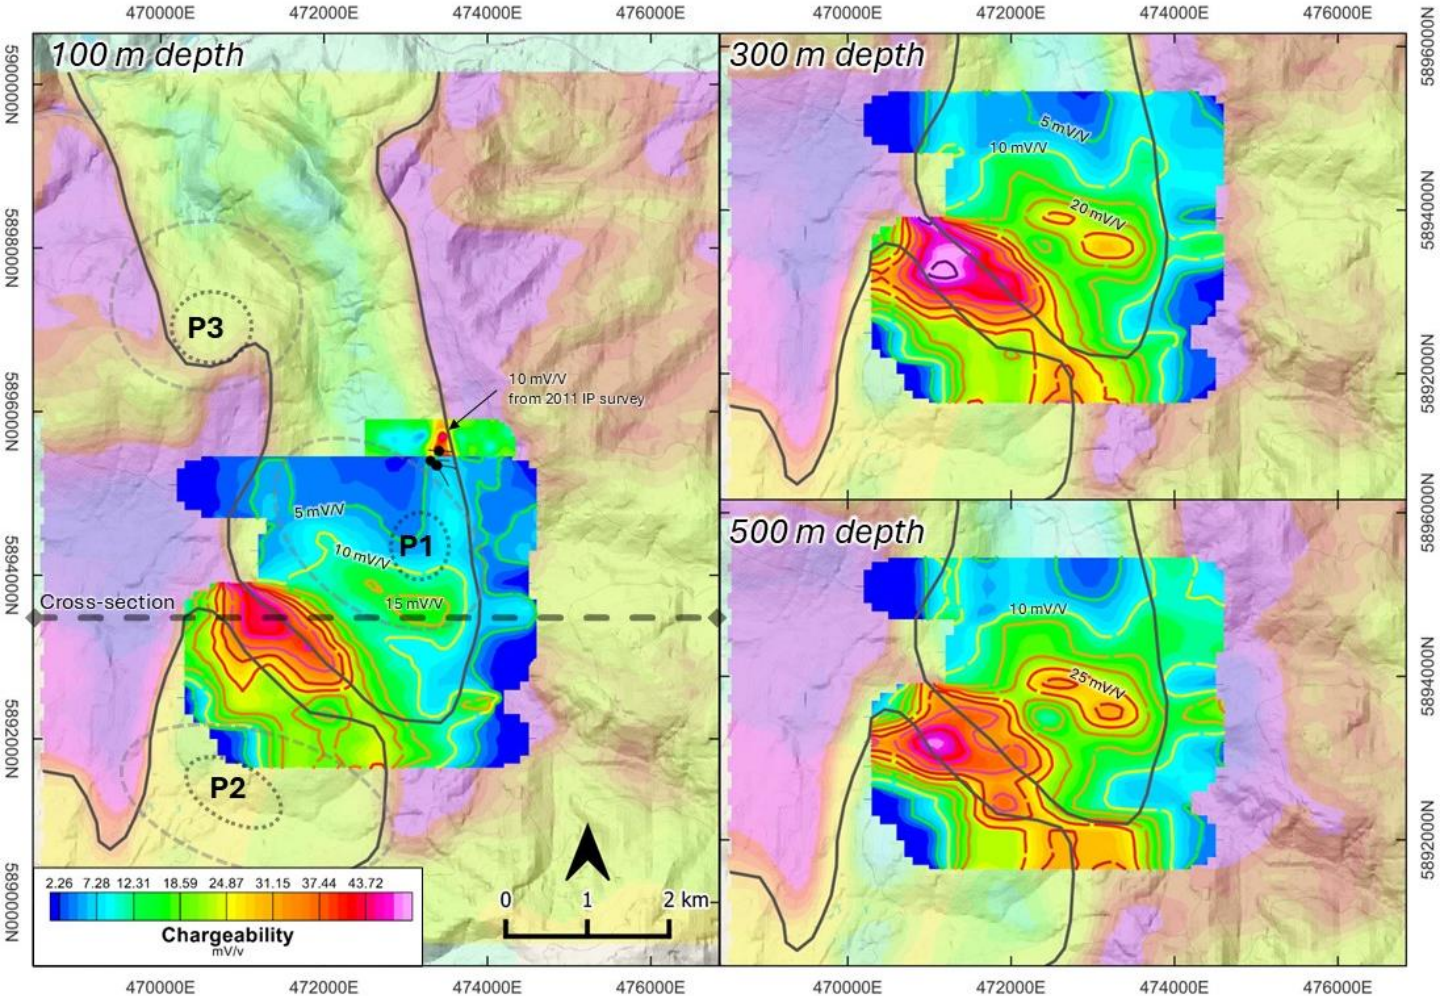 470000E 472000E 474000E 476000E 470000E 472000E 474000E 476000E
100 m depth
300 m depth
500 m depth
5900000N
5898000N
5896000N
5894000N
5892000N
5890000N
5896000N
5894000N
5892000N
5896000N
5894000N
5892000N
P3
10 mV/V
from 2011 IP survey
5 mV/V
10 mV/V
P1
15 mV/V
Cross-section
P2
5 mV/V
10 mV/V
20 mV/V
10 mV/V
25 mV/V
2.26 7.28 12.31 18.59 24.87 31.15 37.44 43.72
Chargeability
mV/v
0 1 2 km
470000E 472000E 474000E 476000E 470000E 472000E 474000E 476000E